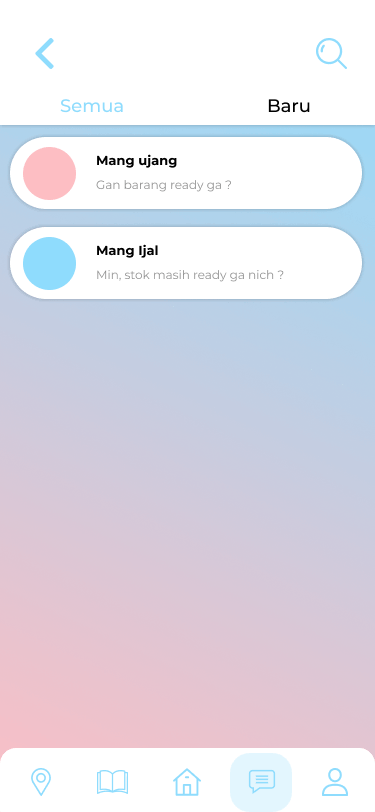 Semua
Baru
Mang ujang
Gan barang ready ga ?
Mang Ijal
Min, stok masih ready ga nich ?